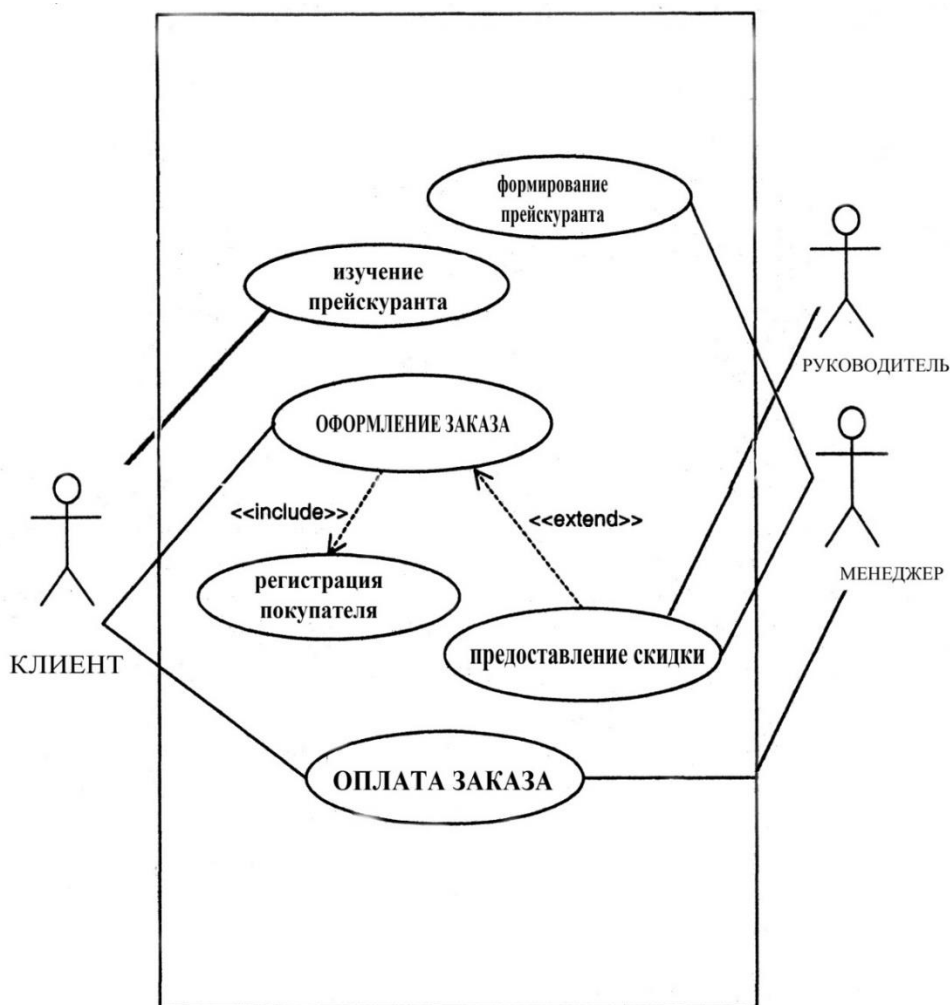 формирование
прейскуранта
изучение
прейскуранта
РУКОВОДИТЕЛЬ
ОФОРМЛЕНИЕ ЗАКАЗА
<<include>>
<<extend>>
регистрация
покупателя
МЕНЕДЖЕР
КЛИЕНТ
предоставление скидки
ОПЛАТА ЗАКАЗА